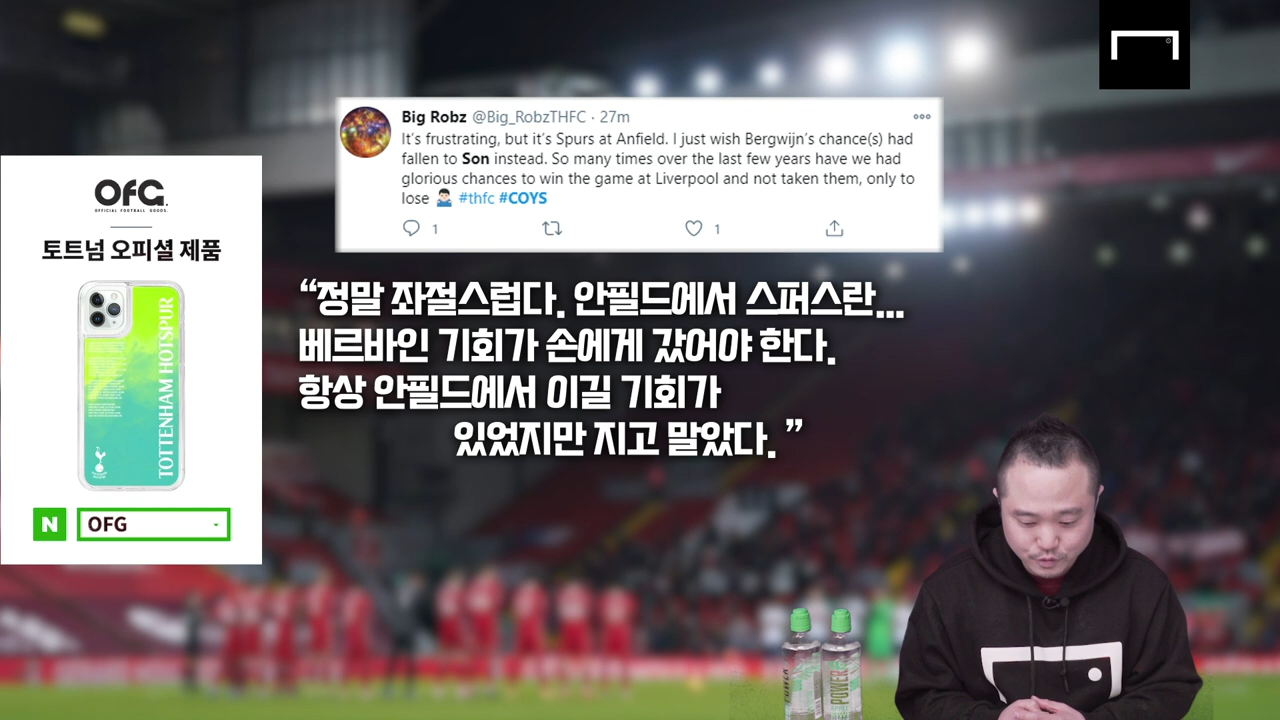 Big Robz @Big_RobzTHFC · 27m
It's frustrating, but it's Spurs at Anfield. I just wish Bergwijn's chance(s) had
fallen to Son instead. So many times over the last few years have we had
glorious chances to win the game at Liverpool and not taken them, only to
lose 🤷🏻‍♂️ #thfc #COYS
1
1
OFG.
OFFICIAL FOOTBALL GOODS.
토트넘 오피셜 제품
TOTTENHAM HOTSPUR
N OFG
“정말 좌절스럽다. 안필드에서 스퍼스란...
베르바인 기회가 손에게 갔어야 한다.
항상 안필드에서 이길 기회가
있었지만 지고 말았다. ”
POWER